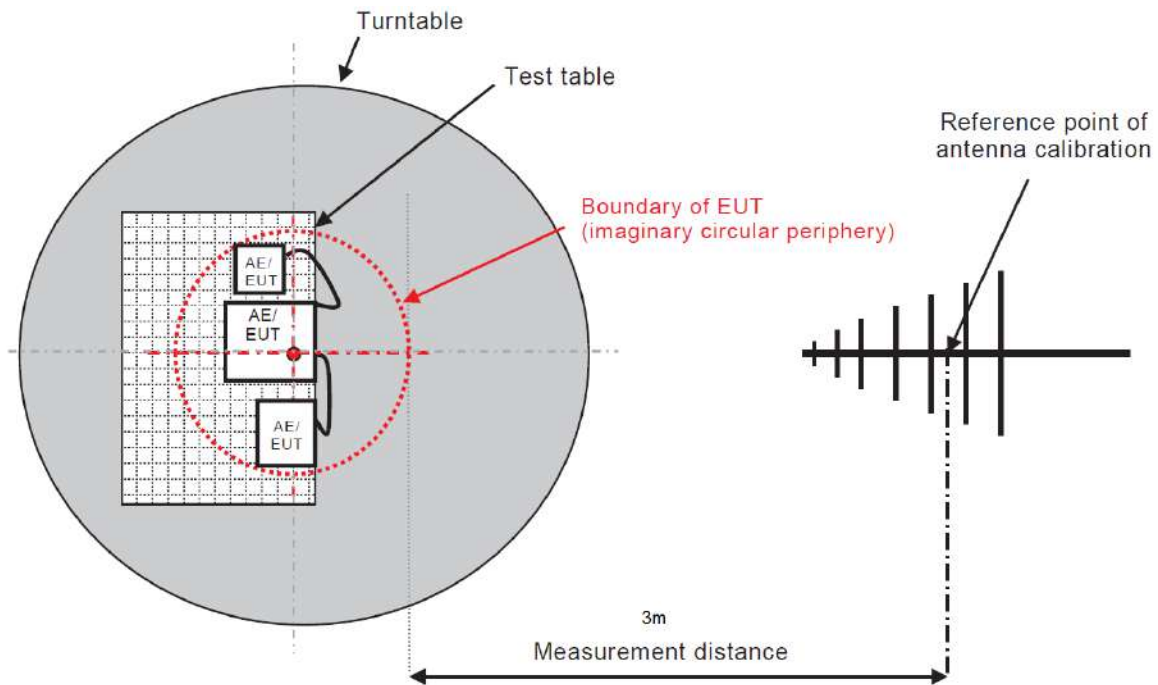 Turntable
Test table
Reference point of
antenna calibration
Boundary of EUT
(imaginary circular periphery)
AE/
EUT
AE/
EUT
AE/
EUT
3m
Measurement distance